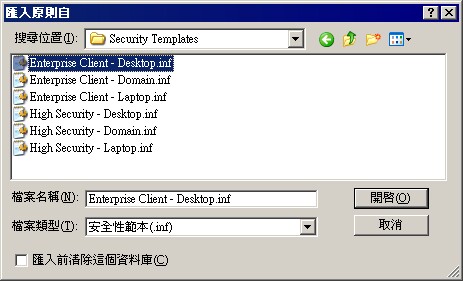 匯入原則自
搜尋位置(I): Security Templates
Enterprise Client - Desktop.inf
Enterprise Client - Domain.inf
Enterprise Client - Laptop.inf
High Security - Desktop.inf
High Security - Domain.inf
High Security - Laptop.inf
檔案名稱(N): Enterprise Client - Desktop.inf 開啓(O)
檔案類型(T): 安全性範本(.inf) 取消
匯入前清除這個資料庫(C)